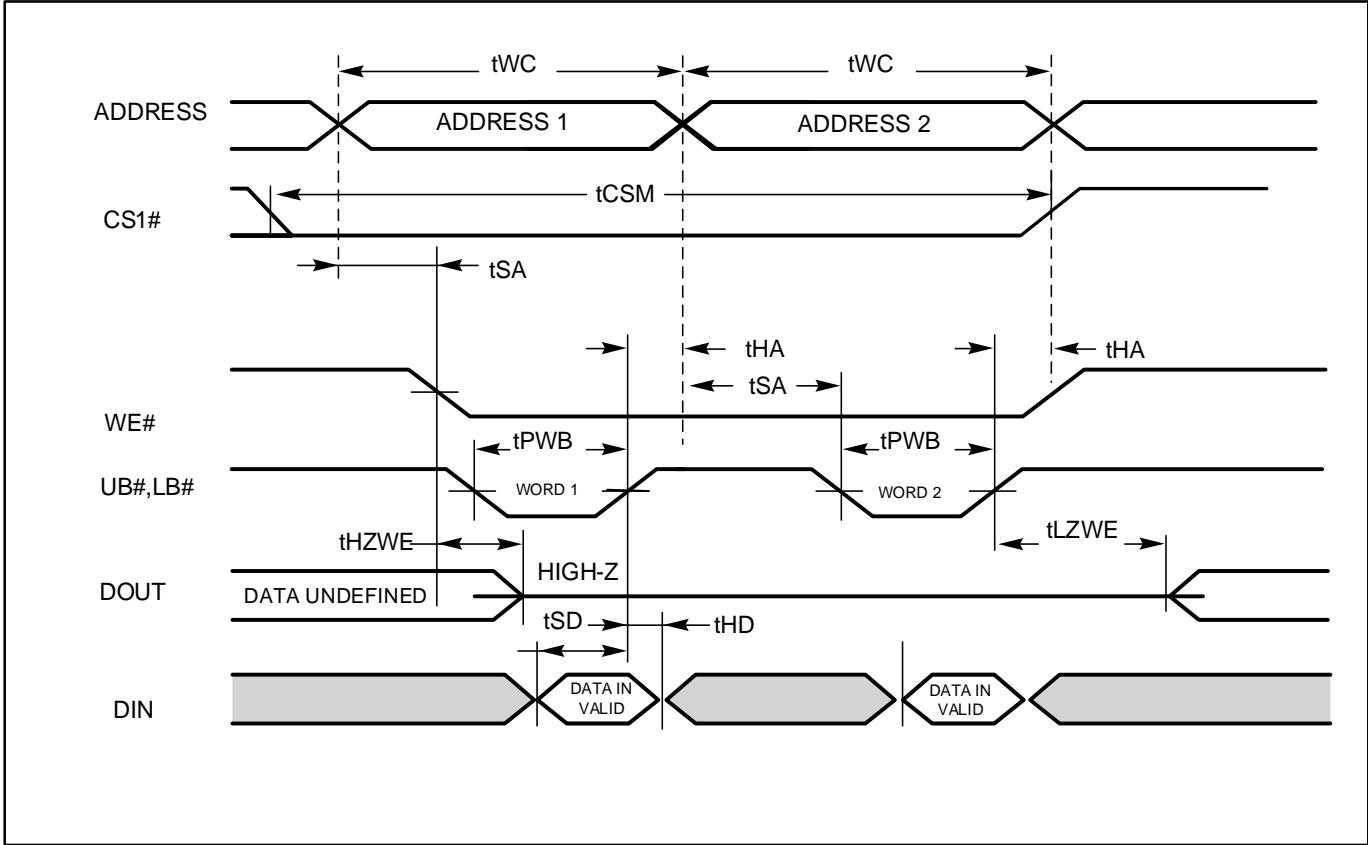 tWC tWC
ADDRESS ADDRESS 1 ADDRESS 2
tCSM
CS1#
tSA
tHA tHA
tSA
WE#
tPWB tPWB
UB#,LB# WORD 1 WORD 2
tHZWE tLZWE
HIGH-Z
DOUT DATA UNDEFINED
tSD tHD
DIN DATA IN VALID DATA IN VALID